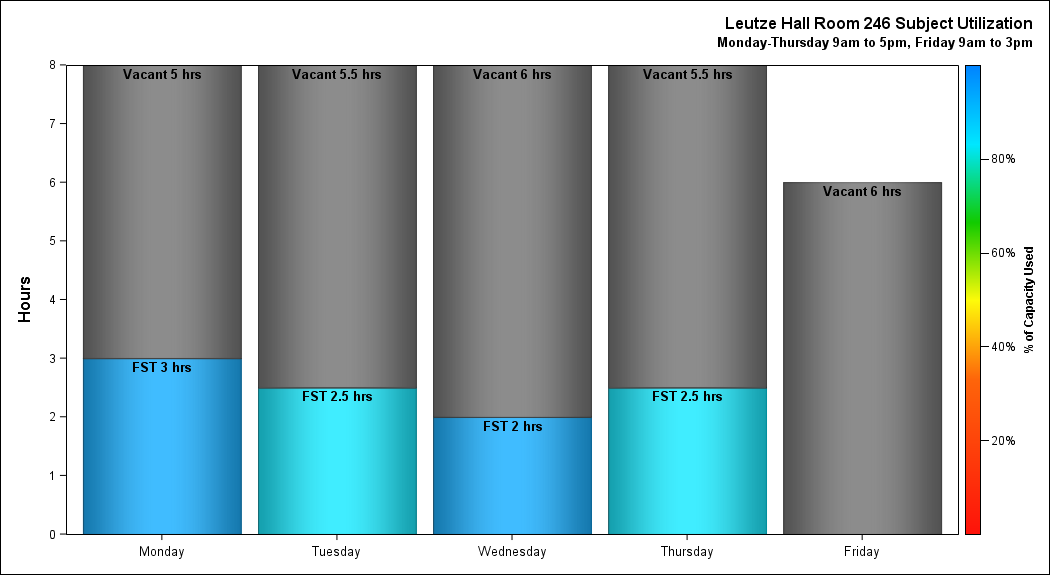 Leutze Hall Room 246 Subject Utilization
Monday-Thursday 9am to 5pm, Friday 9am to 3pm
8
7
6
5
4
3
2
1
0
Hours
Vacant 5 hrs
Vacant 5.5 hrs
Vacant 6 hrs
Vacant 5.5 hrs
Vacant 6 hrs
FST 3 hrs
FST 2.5 hrs
FST 2 hrs
FST 2.5 hrs
Monday
Tuesday
Wednesday
Thursday
Friday
80%
60%
40%
20%
% of Capacity Used